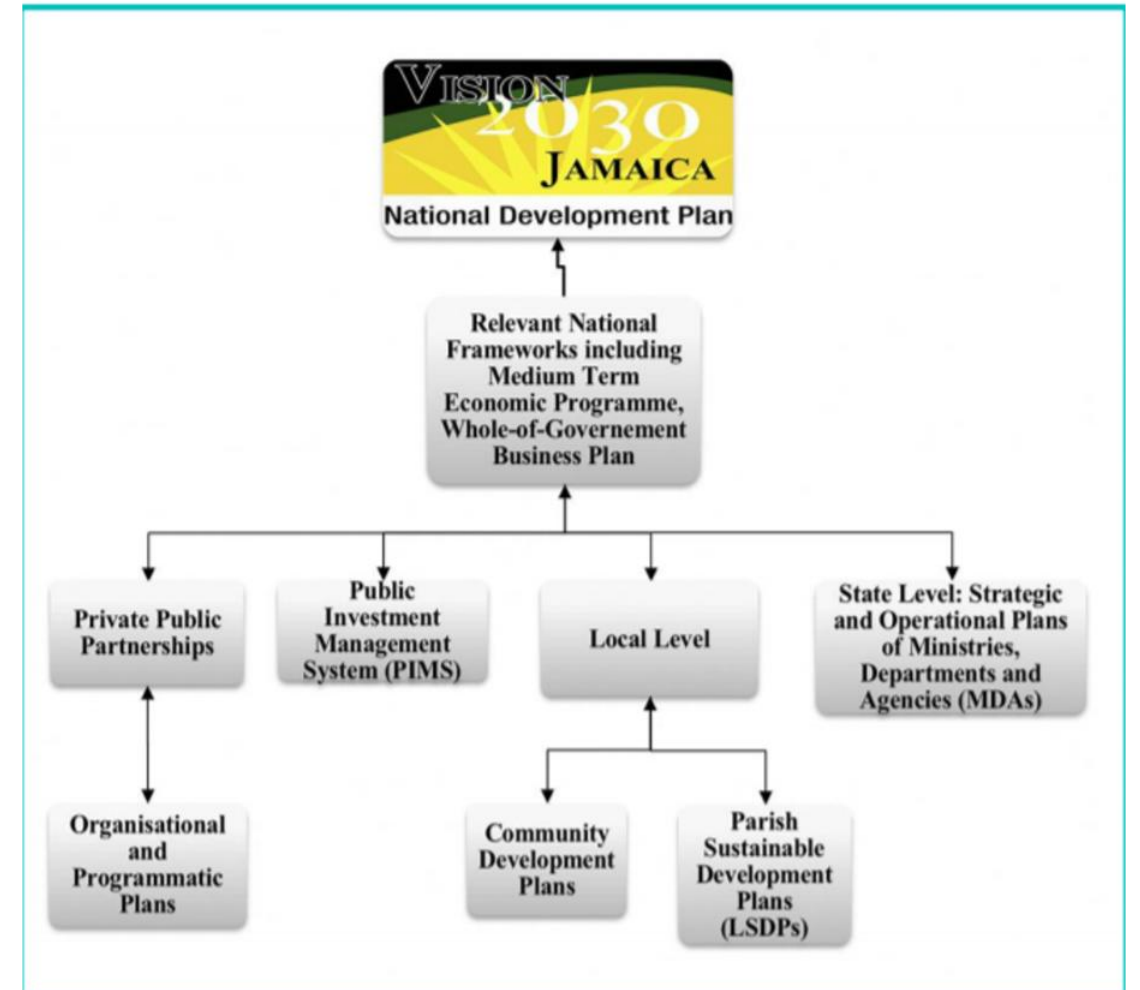 VISION
2030
JAMAICA
National Development Plan
Relevant National
Frameworks including
Medium Term
Economic Programme,
Whole-of-Governement
Business Plan
Private Public
Partnerships
Public
Investment
Management
System (PIMS)
Local Level
State Level: Strategic
and Operational Plans
of Ministries,
Departments and
Agencies (MDAs)
Organisational
and
Programmatic
Plans
Community
Development
Plans
Parish
Sustainable
Development
Plans
(LSDPs)